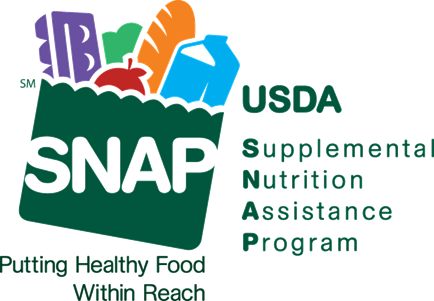 SM
SNAP
Putting Healthy Food
Within Reach
USDA
Supplemental
Nutrition
Assistance
Program